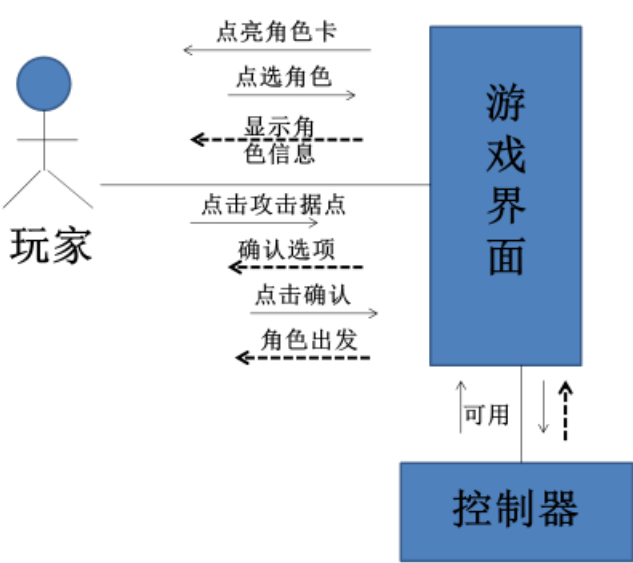 点亮角色卡
点选角色
显示角
色信息
点击攻击据点
确认选项
点击确认
角色出发
玩家
游戏界面
可用
控制器